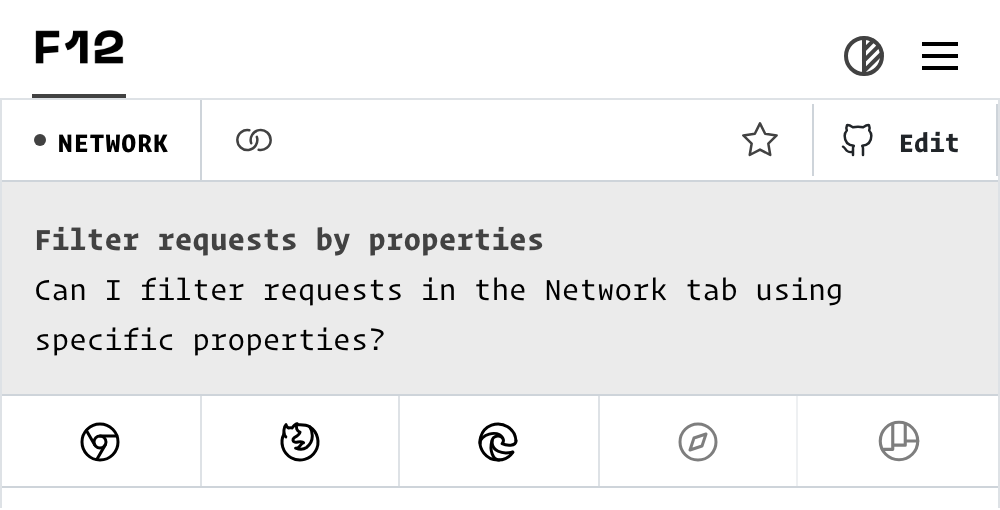 F12
NETWORK
Edit
Filter requests by properties
Can I filter requests in the Network tab using
specific properties?